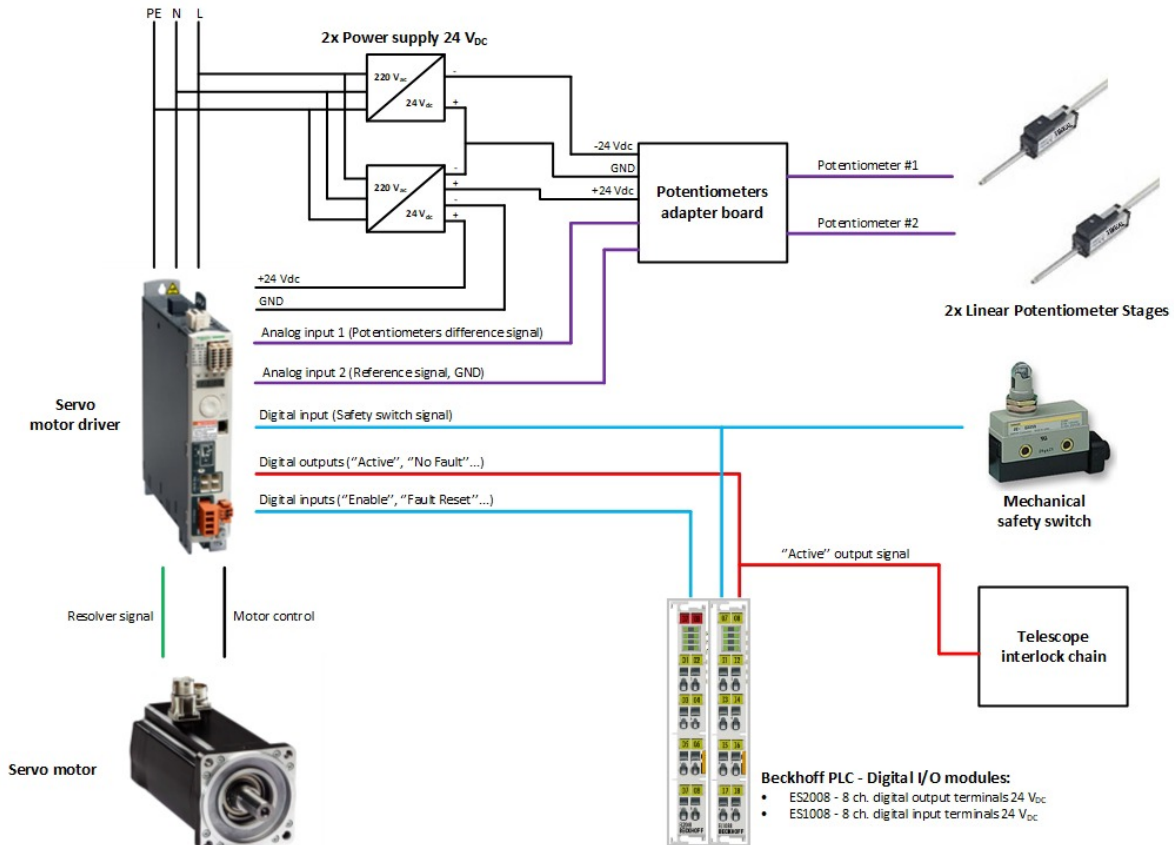 PE N L
2x Power supply 24 VDC
220 Vac
24 Vdc
-
+
220 Vac
24 Vdc
-
+
-
+
-24 Vdc
GND
+24 Vdc
Potentiometers
adapter board
Potentiometer #1
Potentiometer #2
2x Linear Potentiometer Stages
+24 Vdc
GND
Analog input 1 (Potentiometers difference signal)
Analog input 2 (Reference signal, GND)
Servo
motor driver
Digital input (Safety switch signal)
Digital outputs (‘’Active’’, ‘’No Fault’’...)
Digital inputs (‘’Enable’’, ‘’Fault Reset’’...)
Mechanical
safety switch
‘’Active’’ output signal
Telescope
interlock chain
Resolver signal
Motor control
Servo motor
BECKHOFF
BECKHOFF
Beckhoff PLC - Digital I/O modules:
• ES2008 - 8 ch. digital output terminals 24 VDC
• ES1008 - 8 ch. digital input terminals 24 VDC